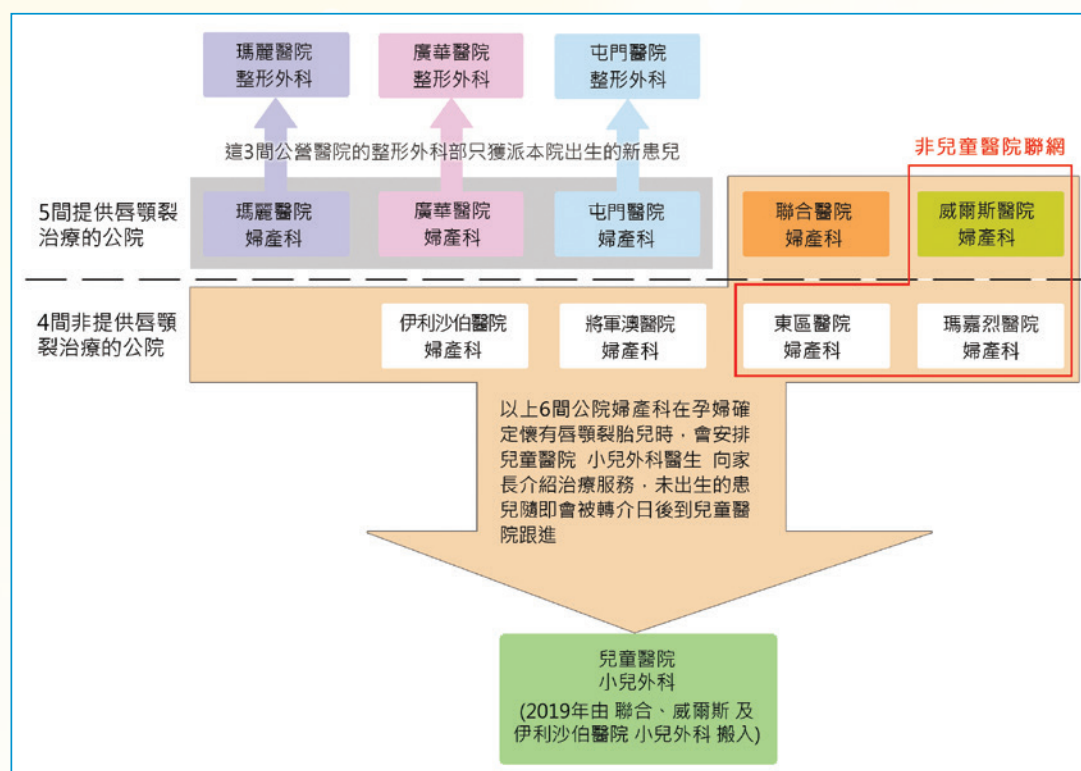 瑪麗醫院
整形外科
廣華醫院
整形外科
屯門醫院
整形外科
這3間公營醫院的整形外科部只獲派本院出生的新患兒
非兒童醫院聯網
5間提供唇顎裂
治療的公院
瑪麗醫院
婦產科
廣華醫院
婦產科
屯門醫院
婦產科
聯合醫院
婦產科
威爾斯醫院
婦產科
4間非提供唇顎
裂治療的公院
伊利沙伯醫院
婦產科
將軍澳醫院
婦產科
東區醫院
婦產科
瑪嘉烈醫院
婦產科
以上6間公院婦產科在孕婦確
定懷有唇顎裂胎兒時，會安排
兒童醫院 小兒外科醫生 向家
長介紹治療服務，未出生的患
兒隨即會被轉介日後到兒童醫
院跟進
兒童醫院
小兒外科
(2019年由 聯合、威爾斯 及
伊利沙伯醫院 小兒外科 搬入)